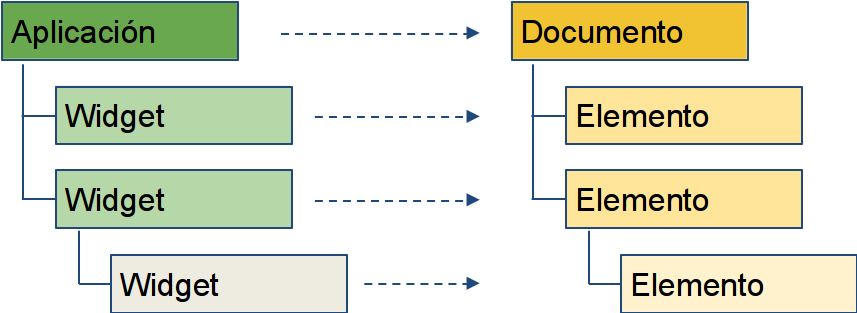 Aplicación
Documento
Widget
Elemento
Widget
Elemento
Widget
Elemento